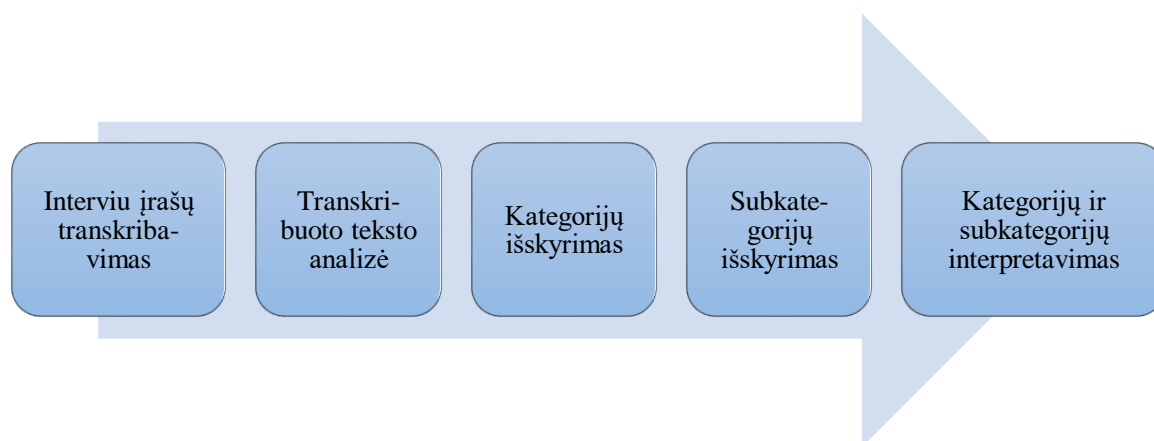 Interviu įrašų
transkriba-
vimas
Transkri-
buoto teksto
analizė
Kategorijų
išskyrimas
Subkate-
gorijų
išskyrimas
Kategorijų ir
subkategorijų
interpretavimas